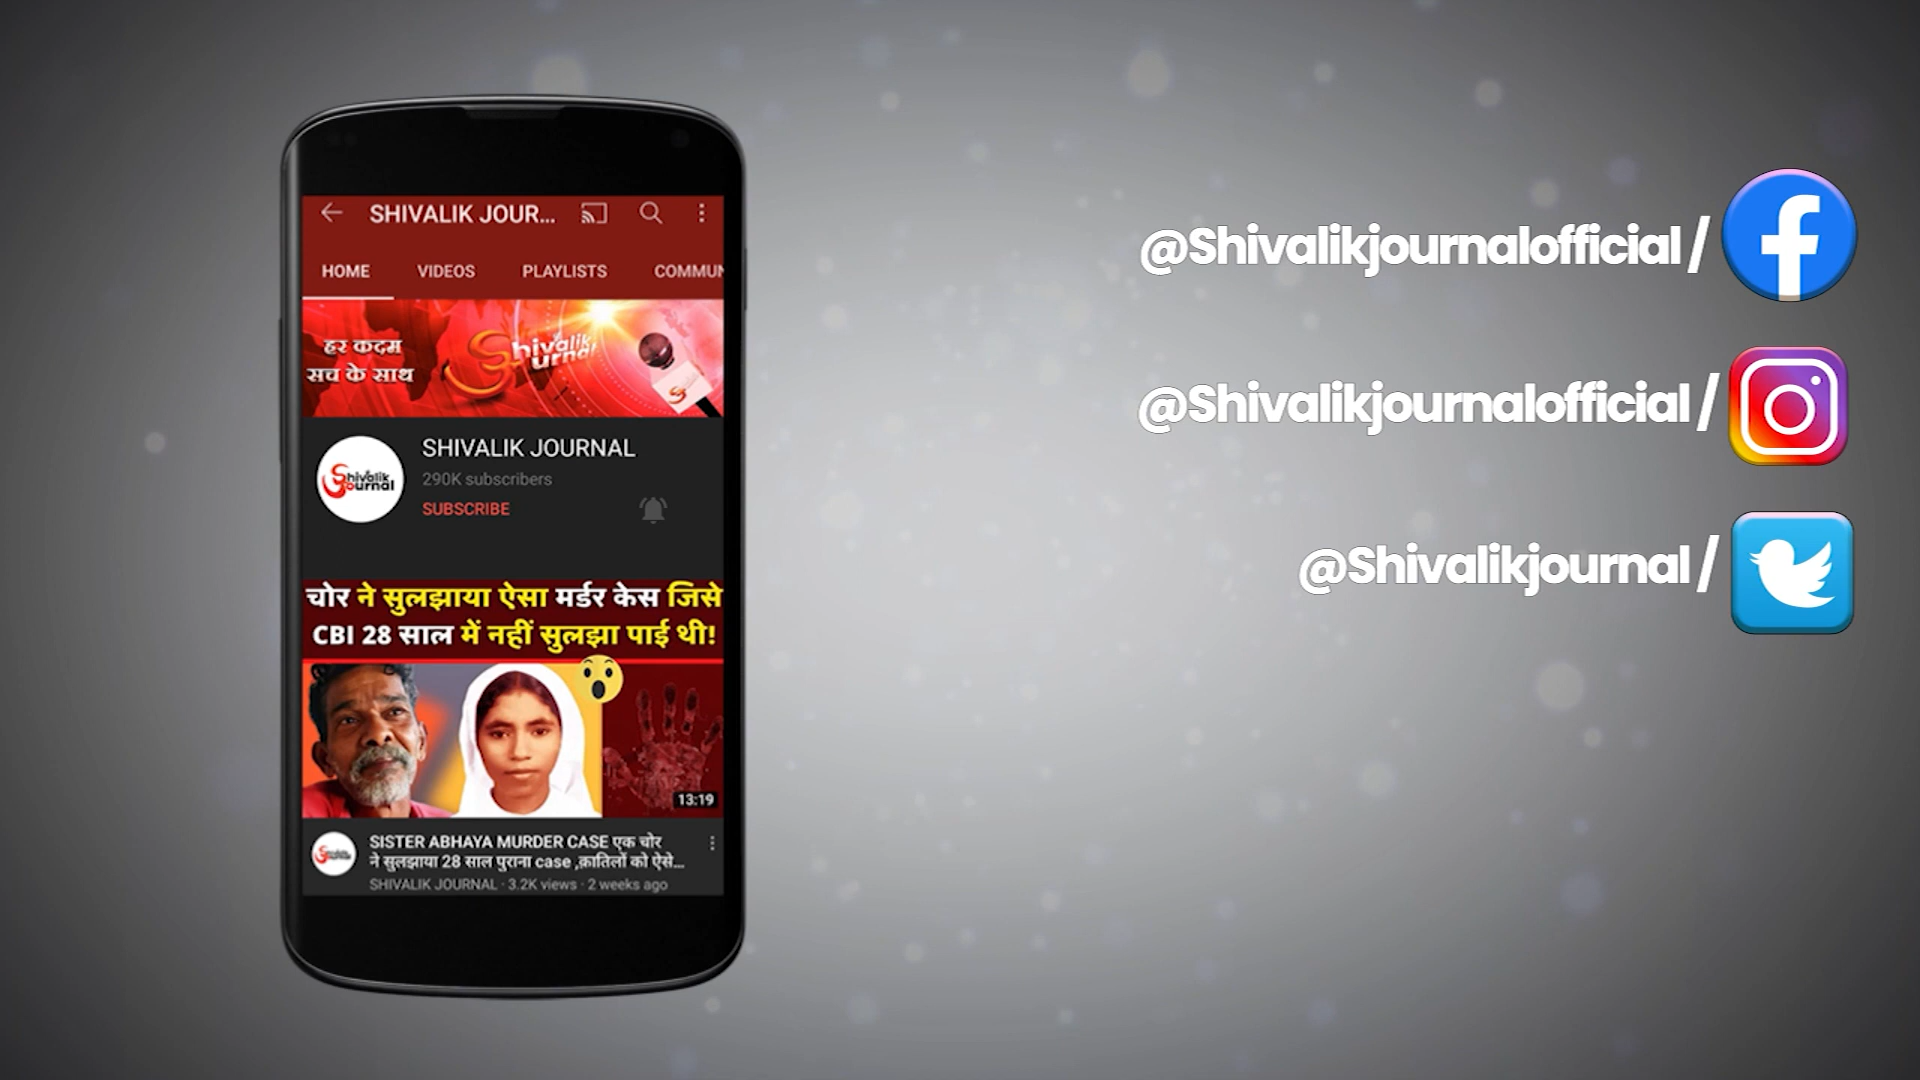 SHIVALIK JOUR...
HOME VIDEOS PLAYLISTS COMMUN
हर कदम
सच के साथ
Shivalik
Journal
Shivalik
Journal
SHIVALIK JOURNAL
290K subscribers
SUBSCRIBE
चोर ने सुलझाया ऐसा मर्डर केस जिसे
CBI 28 साल में नहीं सुलझा पाई थी!
13:19
SISTER ABHAYA MURDER CASE एक चोर
ने सुलझाया 28 साल पुराना case ,क़ातिलों को ऐसे...
SHIVALIK JOURNAL · 3.2K views · 2 weeks ago
@Shivalikjournalofficial /
@Shivalikjournalofficial /
@Shivalikjournal /